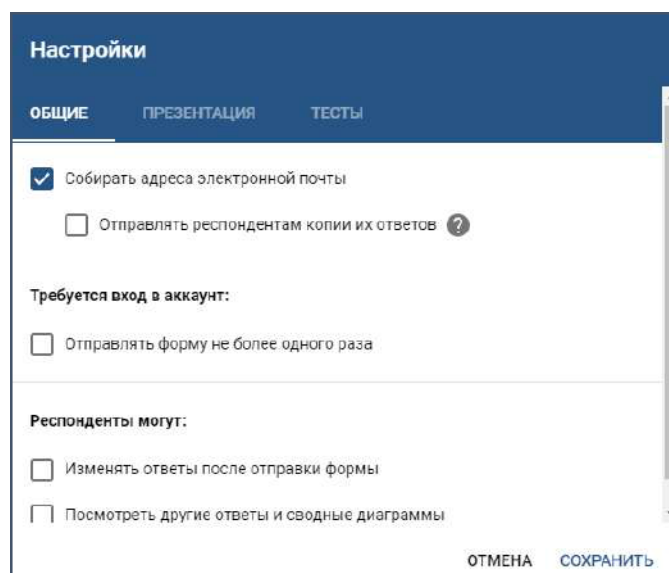 Настройки
ОБЩИЕ ПРЕЗЕНТАЦИЯ ТЕСТЫ
Собирать адреса электронной почты
Отправлять респондентам копии их ответов ?
Требуется вход в аккаунт:
Отправлять форму не более одного раза
Респонденты могут:
Изменять ответы после отправки формы
Посмотреть другие ответы и сводные диаграммы
ОТМЕНА СОХРАНИТЬ